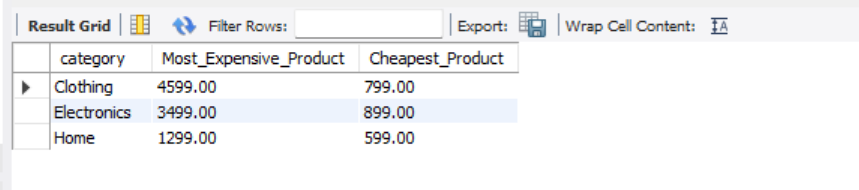 Result Grid Filter Rows: Export: Wrap Cell Content: IA
category Most_Expensive_Product Cheapest_Product
Clothing 4599.00 799.00
Electronics 3499.00 899.00
Home 1299.00 599.00